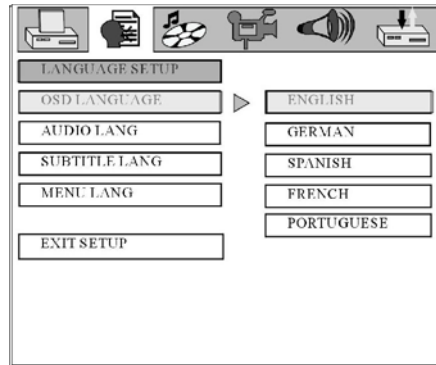 LANGUAGE SETUP
OSD LANGUAGE
AUDIO LANG
SUBTITLE LANG
MENU LANG
EXIT SETUP
ENGLISH
GERMAN
SPANISH
FRENCH
PORTUGUESE